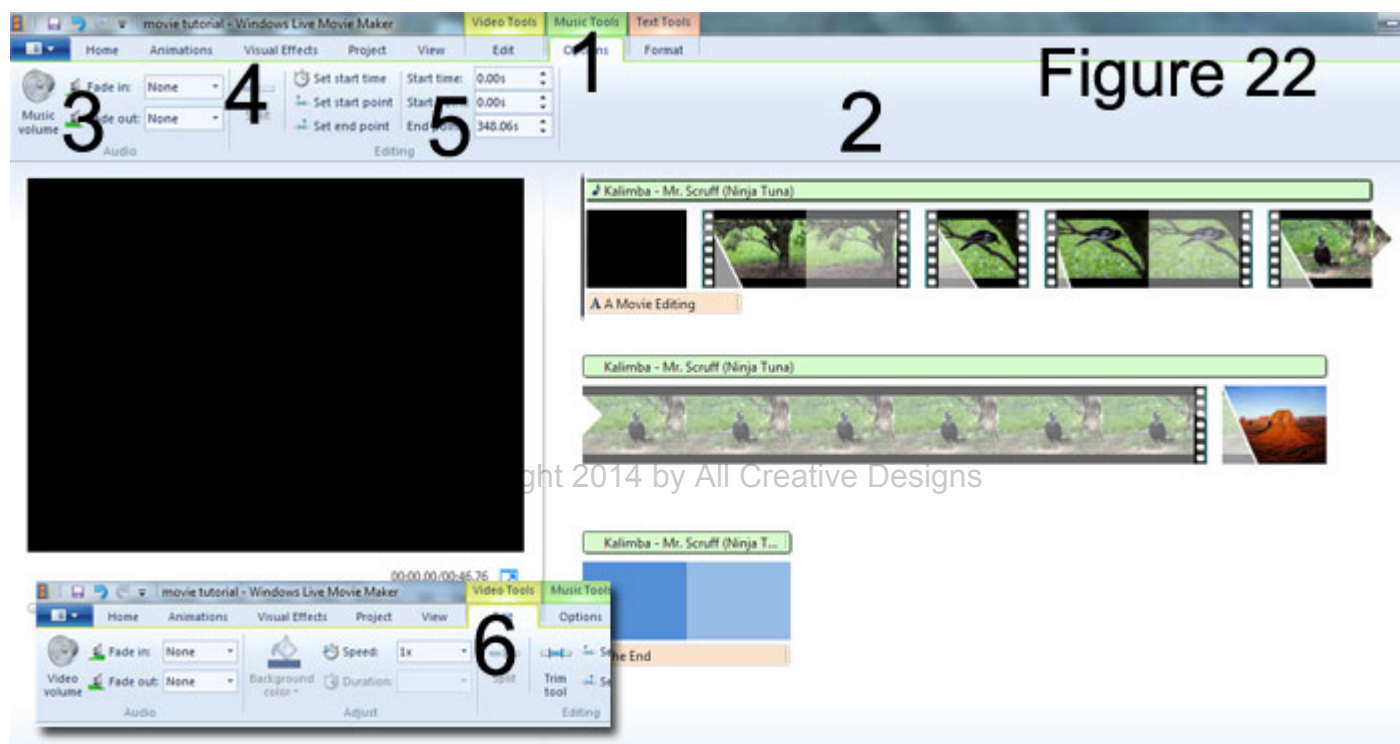 movie tutorial - Windows Live Movie Maker
Video Tools
Music Tools
Text Tools
Home Animations Visual Effects Project View Edit Format
1
Figure 22
Music volume
Fade in: None
Fade out: None
Audio
3
4
Set start time
Set start point
Set end point
Start time: 0.00s
0.00s
348.06s
5
Editing
2
Kalimba - Mr. Scruff (Ninja Tuna)
A A Movie Editing
Kalimba - Mr. Scruff (Ninja Tuna)
2014 by All Creative Designs
Kalimba - Mr. Scruff (Ninja T...
00:00.00/00:46.76
movie tutorial - Windows Live Movie Maker
Video Tools
Home Animations Visual Effects Project View Options
6
Video volume
Fade in: None
Fade out: None
Audio
Background color
Speed: 1x
Duration:
Adjust
Split
Trim tool
Editing
End